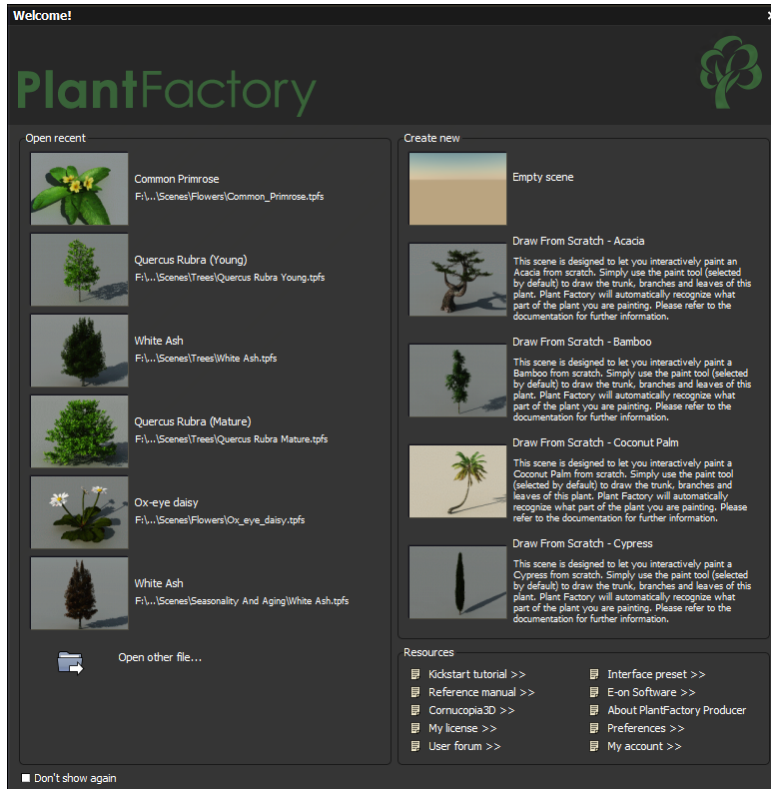 Welcome!
PlantFactory
Open recent
Common Primrose
F:\...\Scenes\Flowers\Common_Primrose.tpfs
Quercus Rubra (Young)
F:\...\Scenes\Trees\Quercus Rubra Young.tpfs
White Ash
F:\...\Scenes\Trees\White Ash.tpfs
Quercus Rubra (Mature)
F:\...\Scenes\Trees\Quercus Rubra Mature.tpfs
Ox-eye daisy
F:\...\Scenes\Flowers\Ox_eye_daisy.tpfs
White Ash
F:\...\Scenes\Seasonality And Aging\White Ash.tpfs
Open other file...
Create new
Empty scene
Draw From Scratch - Acacia
This scene is designed to let you interactively paint an
Acacia from scratch. Simply use the paint tool (selected
by default) to draw the trunk, branches and leaves of this
plant. Plant Factory will automatically recognize what
part of the plant you are painting. Please refer to the
documentation for further information.
Draw From Scratch - Bamboo
This scene is designed to let you interactively paint a
Bamboo from scratch. Simply use the paint tool (selected
by default) to draw the trunk, branches and leaves of this
plant. Plant Factory will automatically recognize what
part of the plant you are painting. Please refer to the
documentation for further information.
Draw From Scratch - Coconut Palm
This scene is designed to let you interactively paint a
Coconut Palm from scratch. Simply use the paint tool
(selected by default) to draw the trunk, branches and
leaves of this plant. Plant Factory will automatically
recognize what part of the plant you are painting. Please
refer to the documentation for further information.
Draw From Scratch - Cypress
This scene is designed to let you interactively paint a
Cypress from scratch. Simply use the paint tool (selected
by default) to draw the trunk, branches and leaves of this
plant. Plant Factory will automatically recognize what
part of the plant you are painting. Please refer to the
documentation for further information.
Resources
Kickstart tutorial >>
Reference manual >>
Cornucopia3D >>
My license >>
User forum >>
Interface preset >>
E-on Software >>
About PlantFactory Producer
Preferences >>
My account >>
Don't show again